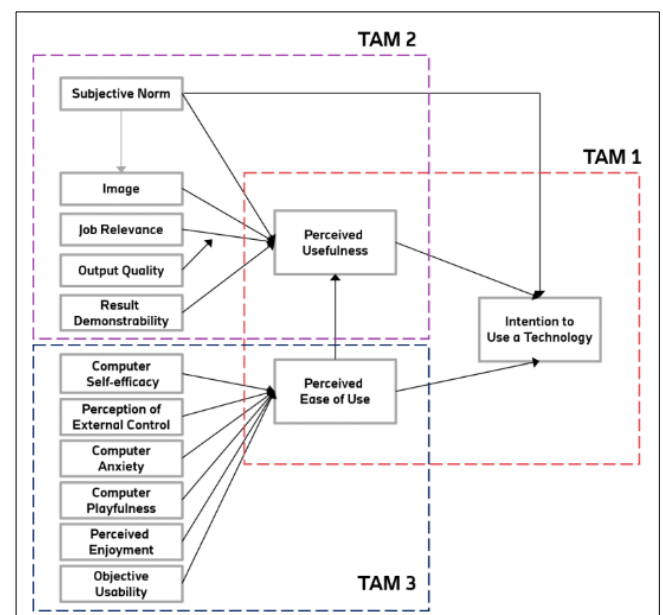 TAM 2
Subjective Norm
TAM 1
Image
Job Relevance
Perceived
Usefulness
Output Quality
Result
Demonstrability
Intention to
Use a Technology
Computer
Self-efficacy
Perceived
Ease of Use
Perception of
External Control
Computer
Anxiety
Computer
Playfulness
Perceived
Enjoyment
Objective
Usability
TAM 3